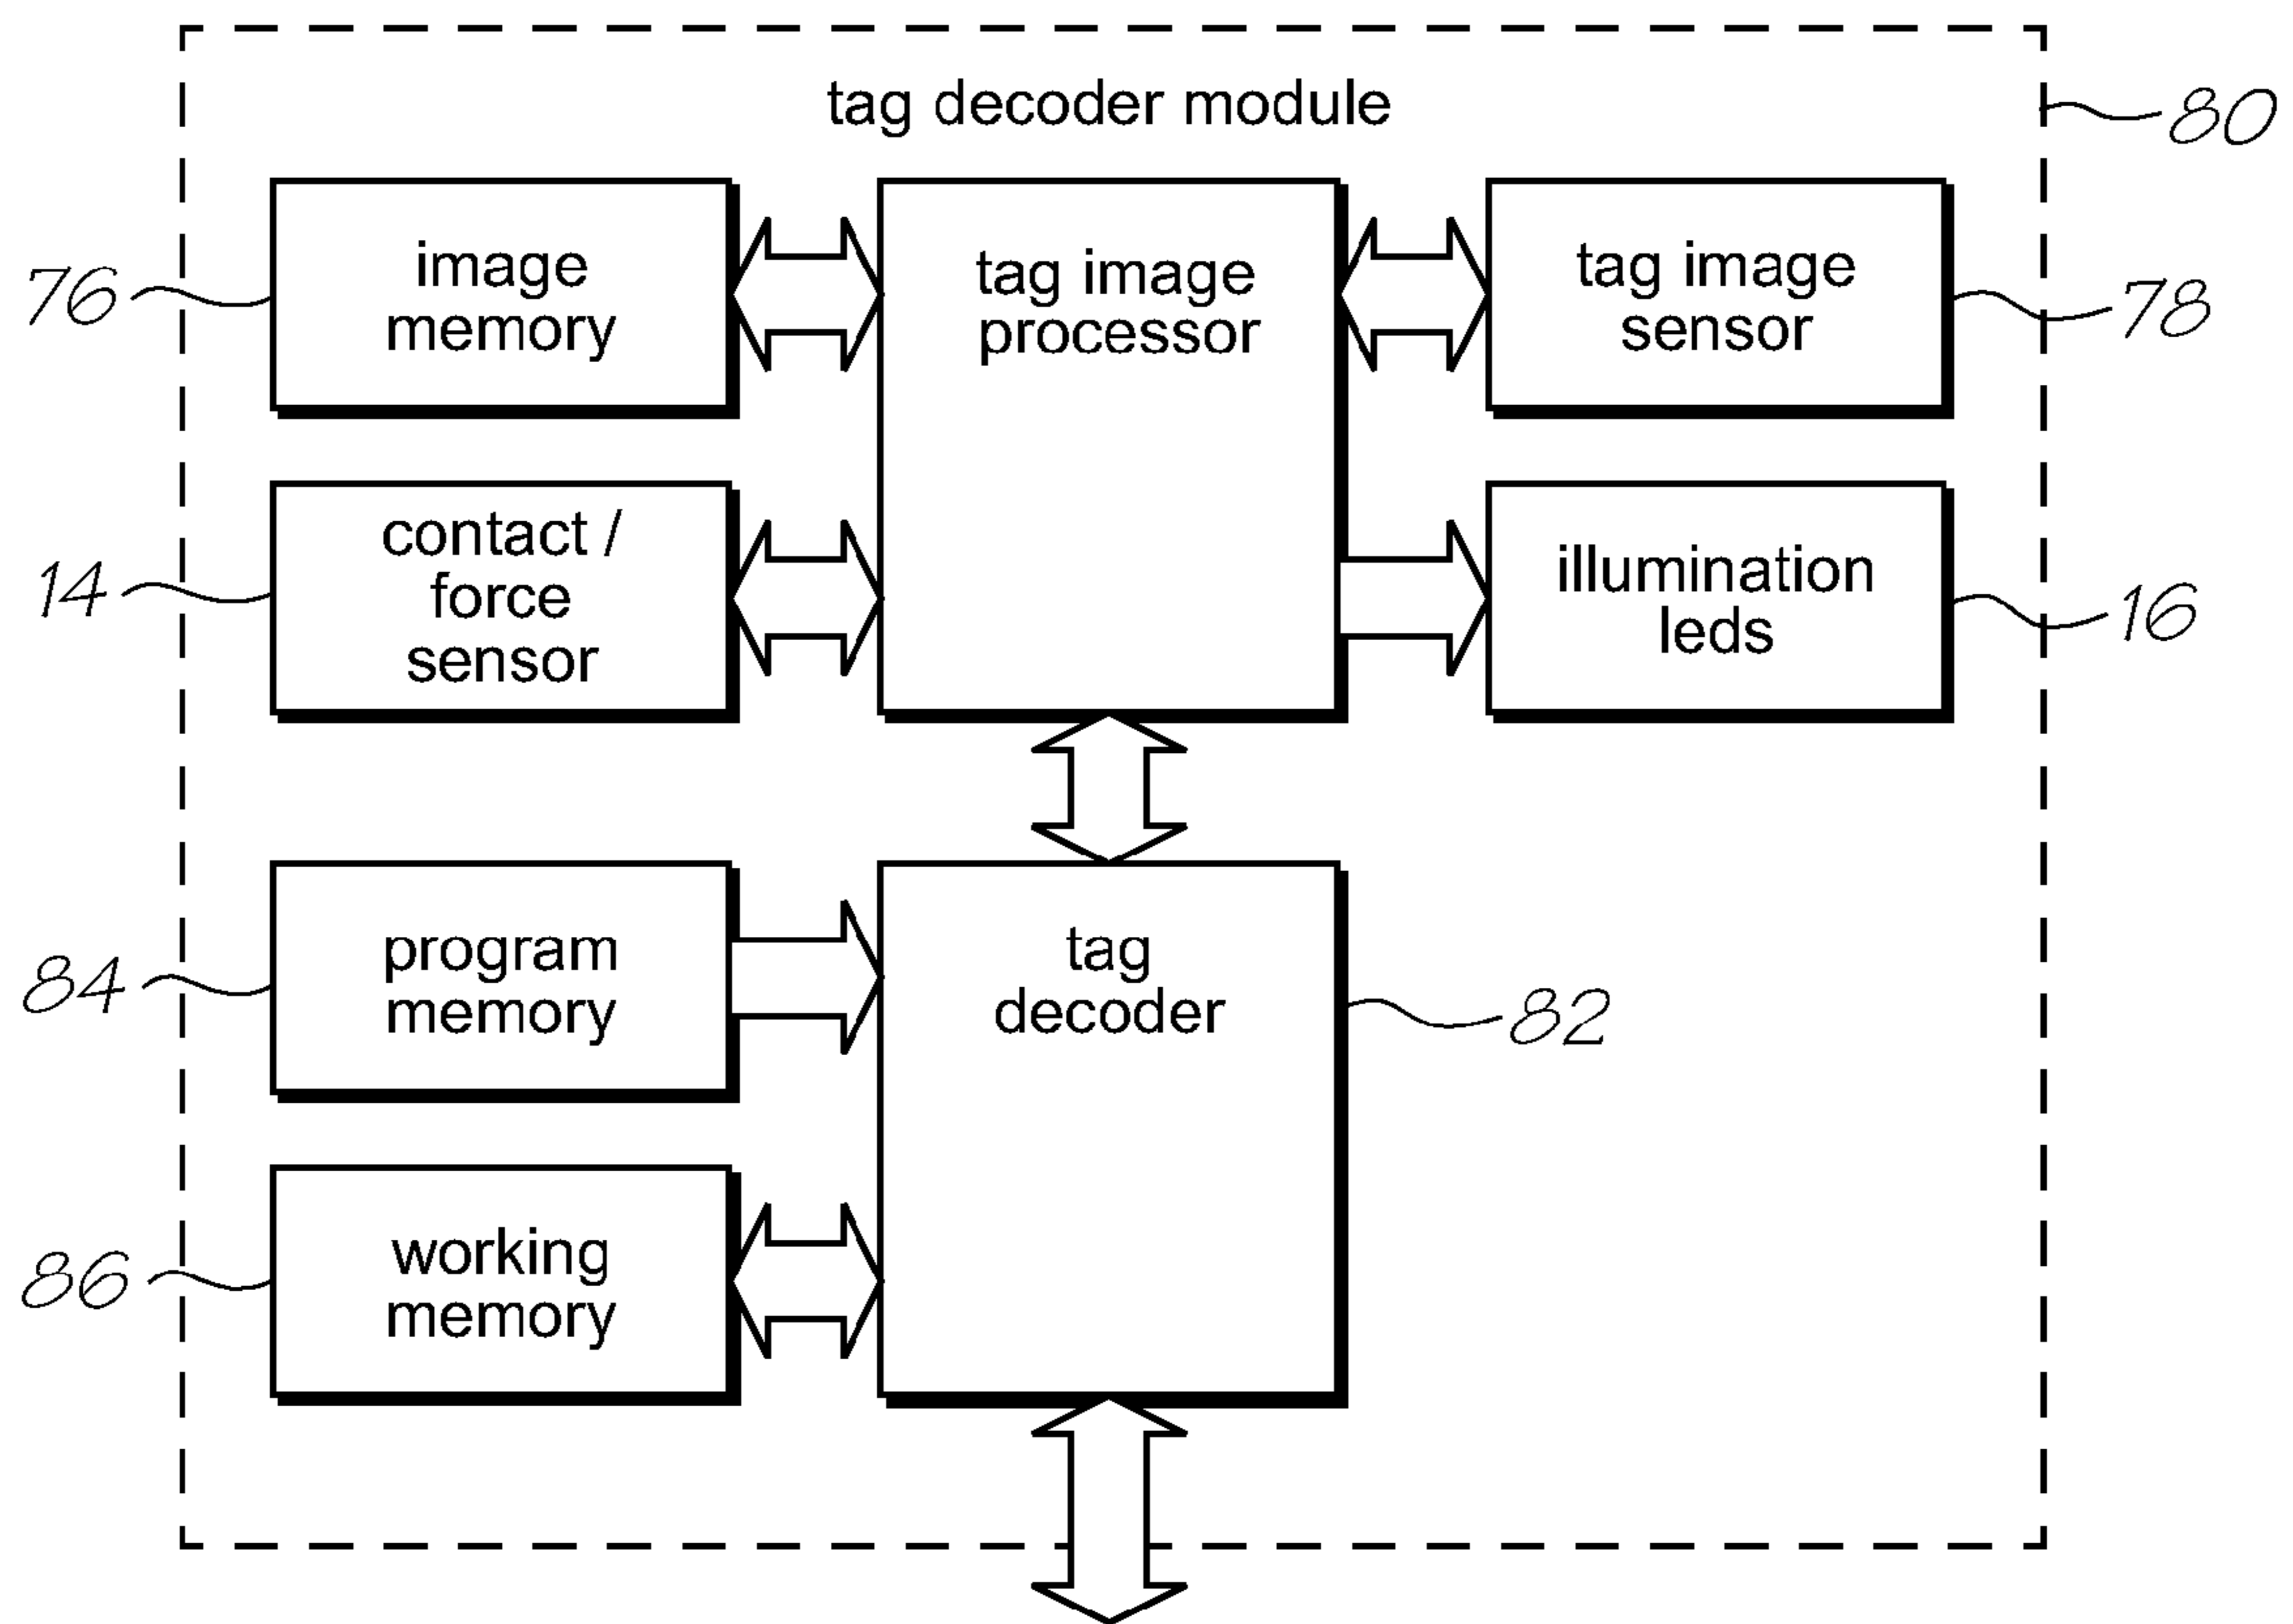 tag decoder module
80
76
image
memory
tag image
processor
tag image
sensor
78
14
contact /
force
sensor
illumination
leds
16
84
program
memory
tag
decoder
82
86
working
memory